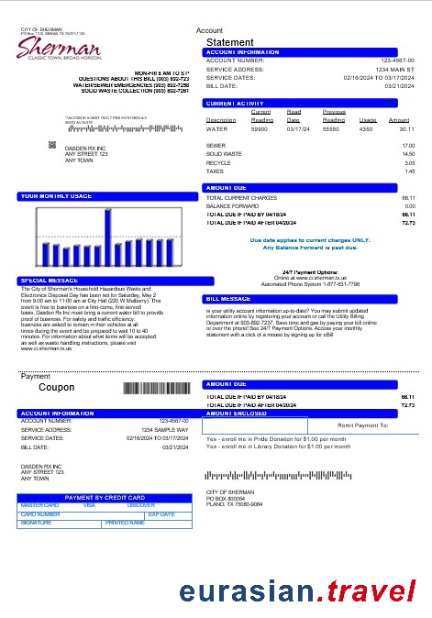 CITY OF SHERMAN
Sherman
CLASSIC TOWN. BROAD HORIZON.
MON-FRI 8 AM TO 5
QUESTIONS ABOUT THIS BILL (903) 892-723
WATER/SEWER EMERGENCIES (903) 892-7258
SOLID WASTE COLLECTION (903) 892-7261
DASDEN RX INC
ANY STREET 123
ANY TOWN
Account
Statement
ACCOUNT INFORMATION
ACCOUNT NUMBER: 123-4567-00
SERVICE ADDRESS: 1234 MAIN ST
SERVICE DATES: 02/16/2024 TO 03/17/2024
BILL DATE: 03/21/2024
CURRENT ACTIVITY
Current Read Previous
Description Reading Date Reading Usage Amount
WATER 03/17/24 55550 4350 30.11
SEWER 17.00
SOLID WASTE 14.50
RECYCLE 3.05
TAXES 1.45
AMOUNT DUE
TOTAL CURRENT CHARGES 66.11
BALANCE FORWARD 0.00
TOTAL DUE IF PAID BY 04/18/24 66.11
TOTAL DUE IF PAID AFTER 04/20/24 72.73
Due date applies to current charges ONLY.
Any Balance Forward is past due.
24/7 Payment Options:
Online at www.ci.sherman.tx.us
Automated Phone System 1-877-631-7798
YOUR MONTHLY USAGE
SPECIAL MESSAGE
The City of Sherman's Household Hazardous Waste and
Electronics Disposal Day has been set for Saturday, May 2
from 9:00 am to 11:00 am at City Hall (220 W Mulberry). This
event is free to business on a first-come, first-served
basis, Dasden Rx Inc must bring a current water bill to provide
proof of business. For safety and traffic efficiency,
business are asked to remain in their vehicles at all
times during the event and be prepared to wait 10 to 40
minutes. For information about what items will be accepted,
as well as waste handling instructions, please visit
www.ci.sherman.tx.us
BILL MESSAGE
is your utility account information up-to-date? You may submit updated
information online by registering your account or call the Utility Billing
Department at 903-892-7237. Save time and gas by paying your bill online
or over the phone! See 24/7 Payment Options. Access your monthly
statement with a click of a mouse by signing up for eBill
Payment
Coupon
ACCOUNT INFORMATION
ACCOUNT NUMBER: 123-4567-00
SERVICE ADDRESS: 1234 SAMPLE WAY
SERVICE DATES: 02/16/2024 TO 03/17/2024
BILL DATE: 03/21/2024
AMOUNT DUE
TOTAL DUE IF PAID BY 04/18/24 66.11
TOTAL DUE IF PAID AFTER 04/20/24 72.73
AMOUNT ENCLOSED
Remit Payment To:
Yes - enroll me in Pride Donation for $1.00 per month
Yes - enroll me in Library Donation for $1.00 per month
DASDEN RX INC
ANY STREET 123
ANY TOWN
CITY OF SHERMAN
PO BOX 800084
PLANO, TX 75080-9084
PAYMENT BY CREDIT CARD
MASTER CARD VISA DISCOVER
CARD NUMBER EXP DATE
SIGNATURE PRINTED NAME
eurasian.travel